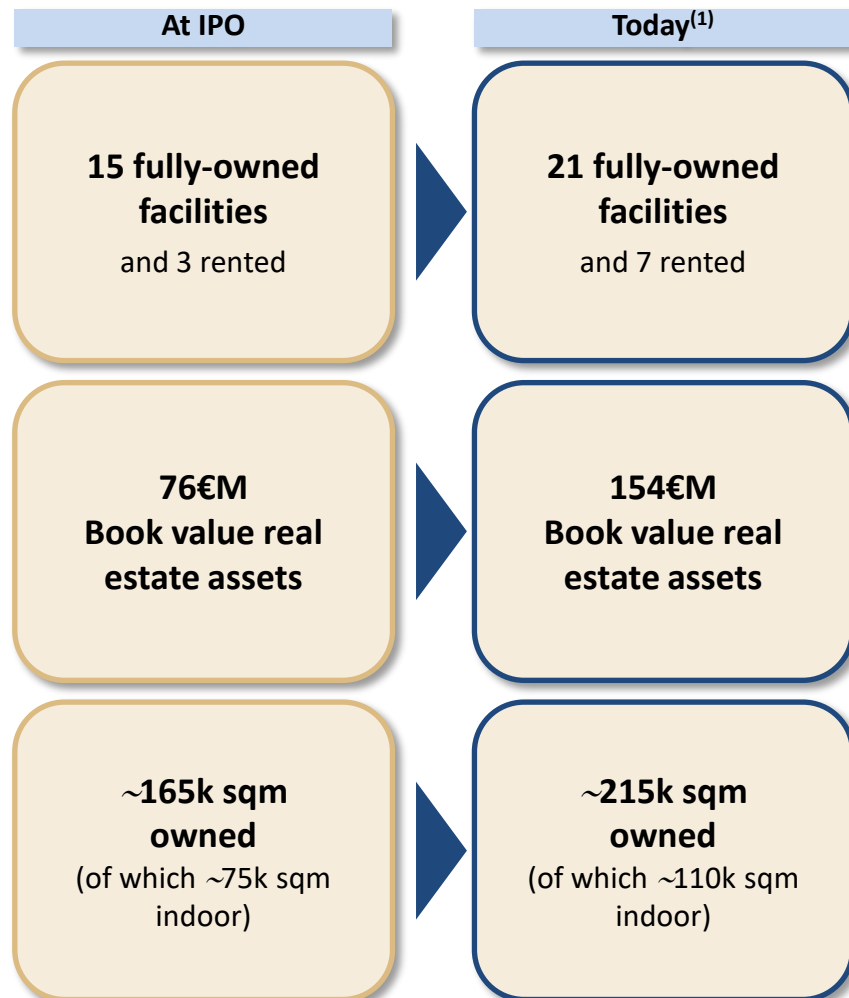 At IPO
Today(1)
15 fully-owned
facilities
and 3 rented
21 fully-owned
facilities
and 7 rented
76€M
Book value real
estate assets
154€M
Book value real
estate assets
~165k sqm
owned
(of which ~75k sqm
indoor)
~215k sqm
owned
(of which ~110k sqm
indoor)